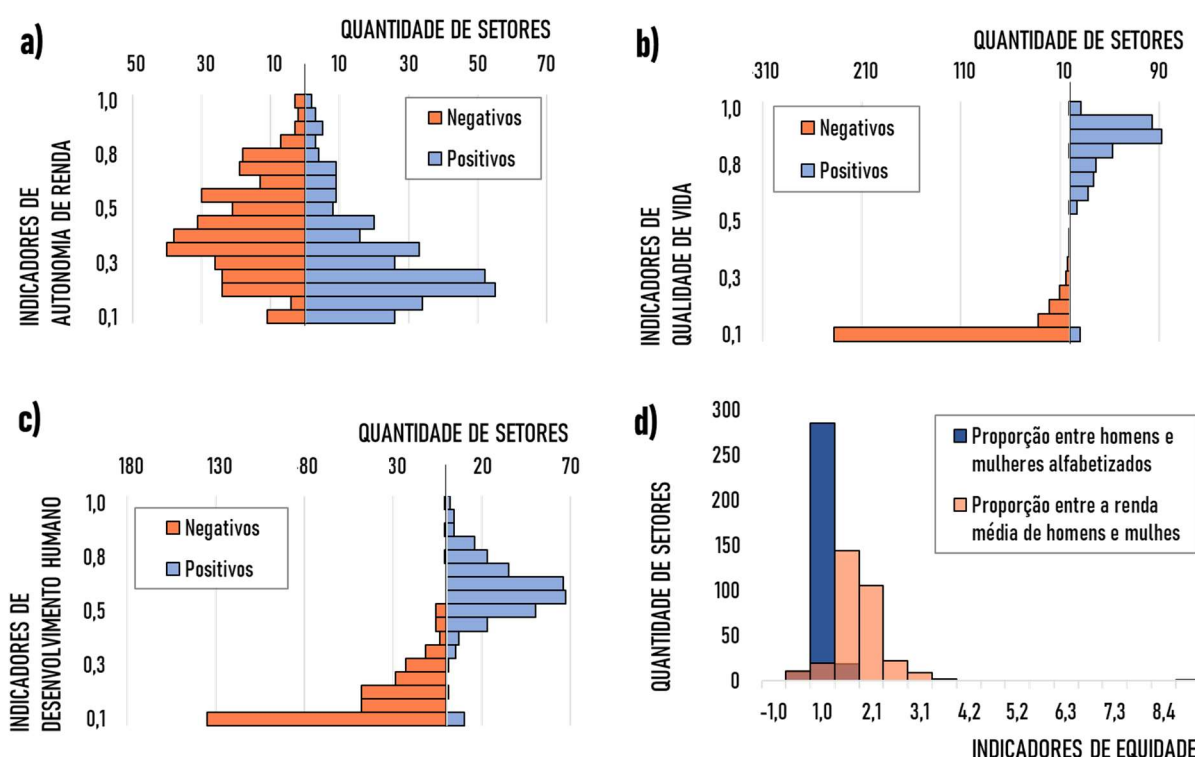 a)
QUANTIDADE DE SETORES
50 30 10 10 30 50 70
1,0
0,8
0,5
0,3
0,1
INDICADORES DE
AUTONOMIA DE RENDA
Negativos
Positivos
b)
QUANTIDADE DE SETORES
-310 210 110 10 90
1,0
0,8
0,5
0,3
0,1
INDICADORES DE
QUALIDADE DE VIDA
Negativos
Positivos
c)
QUANTIDADE DE SETORES
180 130 -80 30 20 70
1,0
0,8
0,5
0,3
0,1
INDICADORES DE
DESENVOLVIMENTO HUMANO
Negativos
Positivos
d)
QUANTIDADE DE SETORES
300
250
200
150
100
50
0
-1,0 1,0 2,1 3,1 4,2 5,2 6,3 7,3 8,4
INDICADORES DE EQUIDADE
Proporção entre homens e
mulheres alfabetizados
Proporção entre a renda
média de homens e mulhes